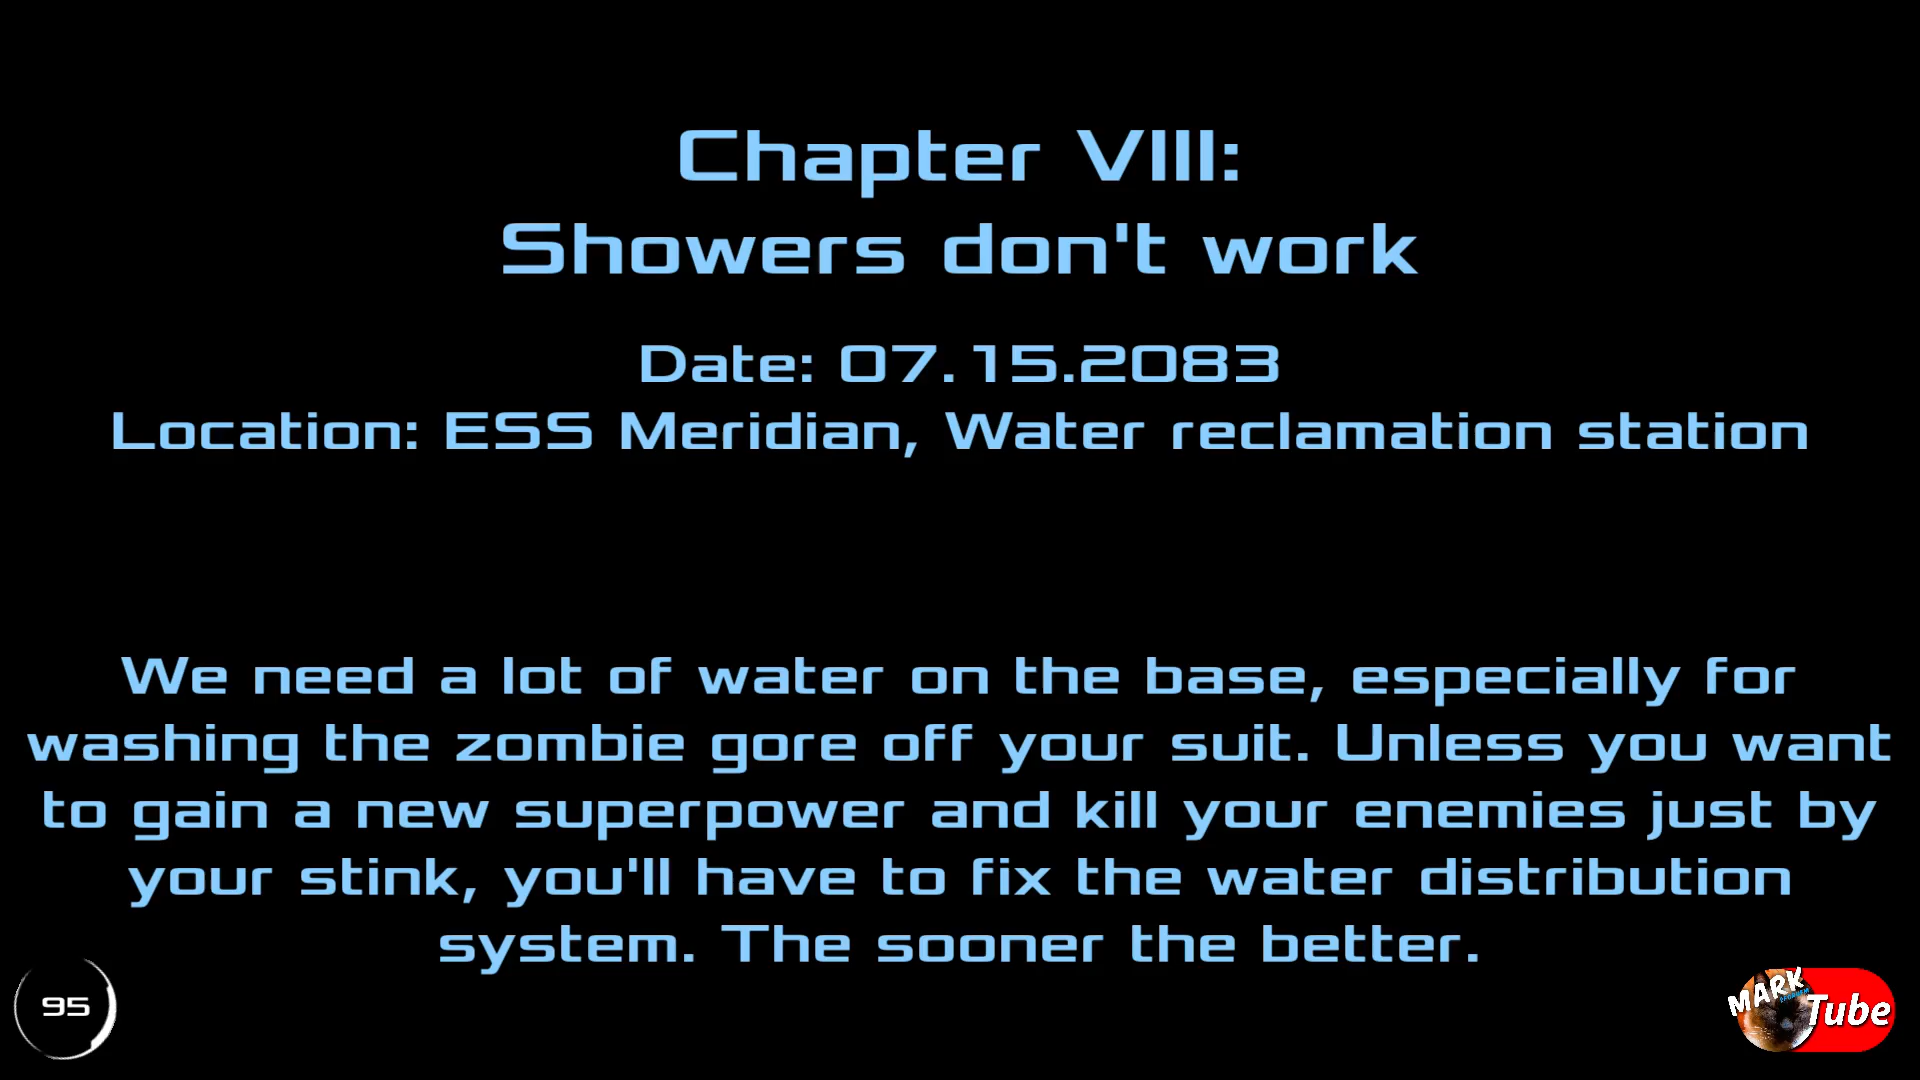 Chapter VIII:
Showers don't work
Date: 07.15.2083
Location: ESS Meridian, Water reclamation station
We need a lot of water on the base, especially for
washing the zombie gore off your suit. Unless you want
to gain a new superpower and kill your enemies just by
your stink, you'll have to fix the water distribution
system. The sooner the better.
95
MARK
Tube